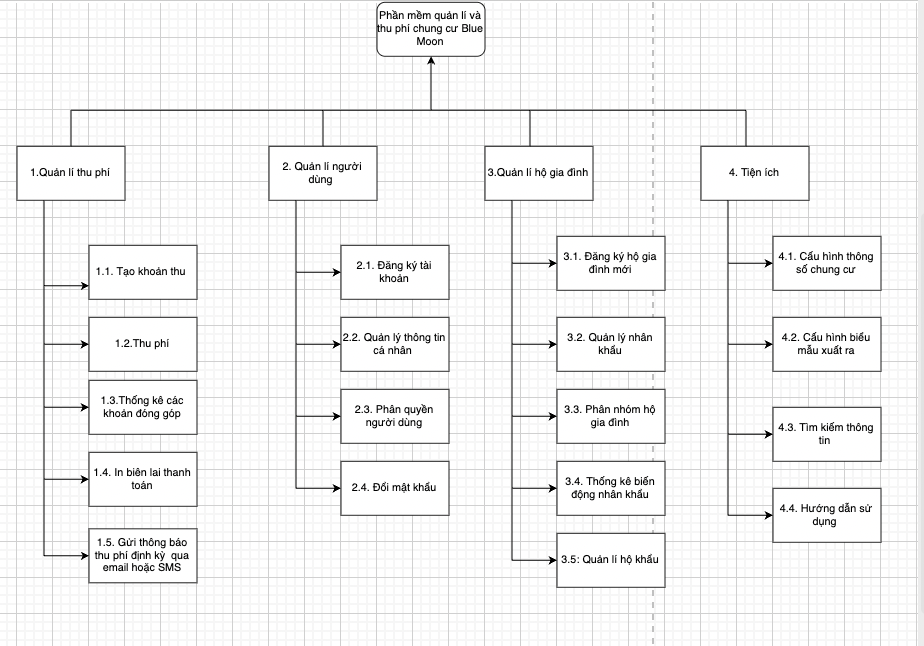 Phần mềm quản lí và
thu phí chung cư Blue
Moon
1.Quản lí thu phí
2. Quản lí người
dùng
3.Quản lí hộ gia đình
4. Tiện ích
1.1. Tạo khoản thu
1.2.Thu phí
1.3.Thống kê các
khoản đóng góp
1.4. In biên lai thanh
toán
1.5. Gửi thông báo
thu phí định kỳ qua
email hoặc SMS
2.1. Đăng ký tài
khoản
2.2. Quản lý thông tin
cá nhân
2.3. Phân quyền
người dùng
2.4. Đổi mật khẩu
3.1. Đăng ký hộ gia
đình mới
3.2. Quản lý nhân
khẩu
3.3. Phân nhóm hộ
gia đình
3.4. Thống kê biến
động nhân khẩu
3.5: Quản lí hộ khẩu
4.1. Cấu hình thông
số chung cư
4.2. Cấu hình biểu
mẫu xuất ra
4.3. Tìm kiếm thông
tin
4.4. Hướng dẫn sử
dụng